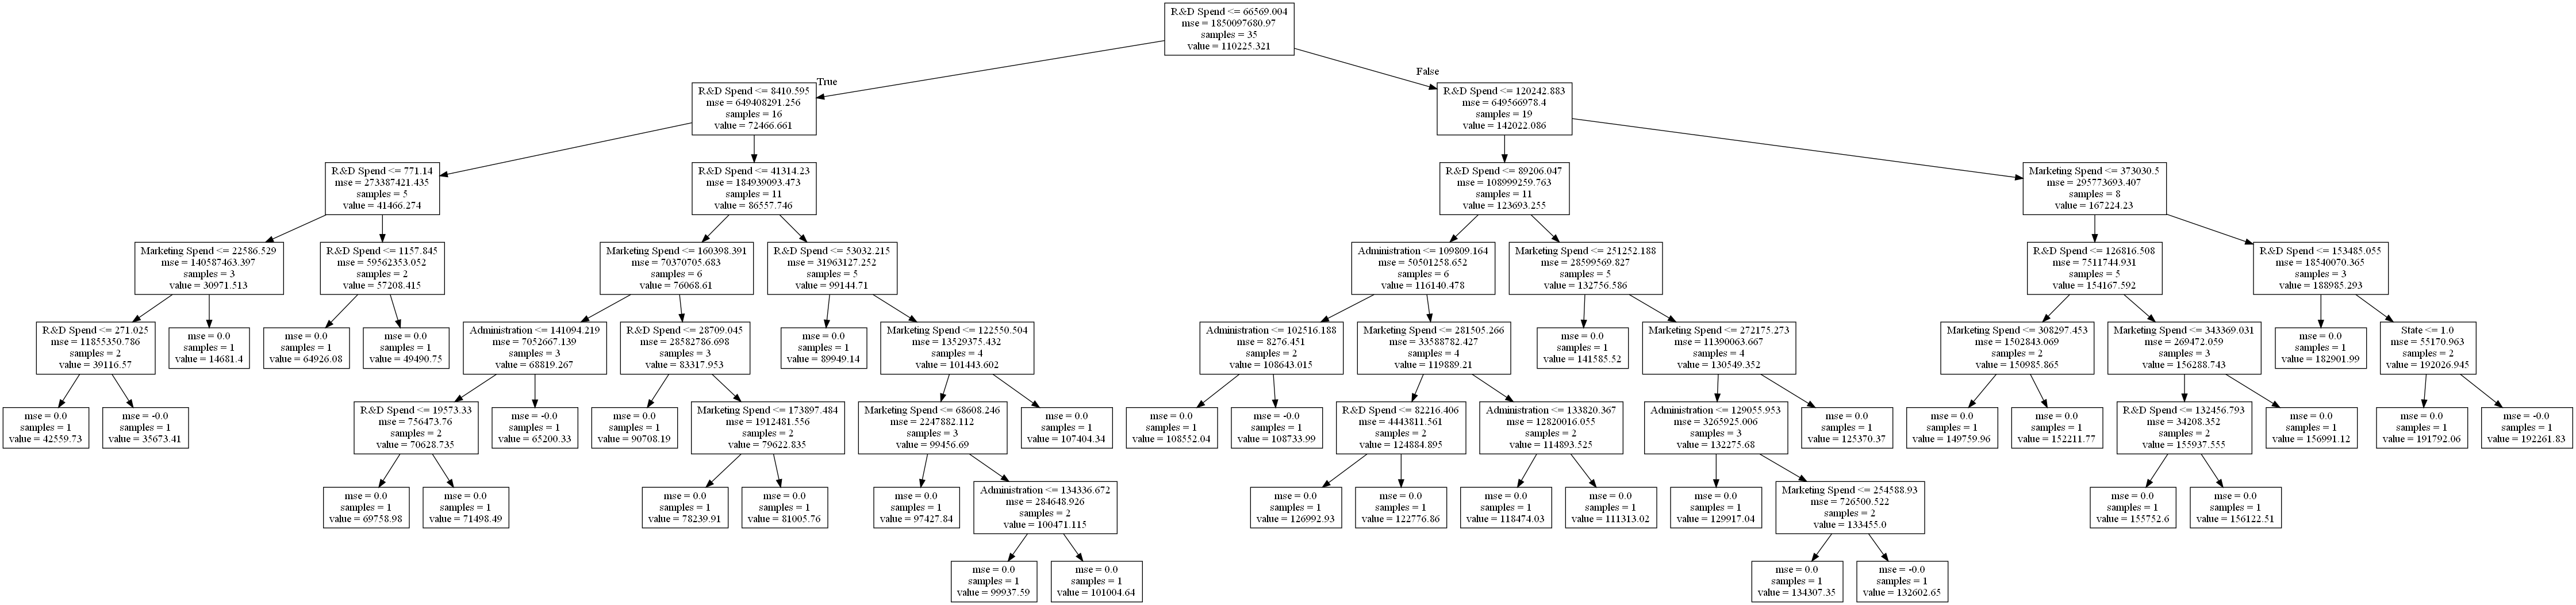 R&D Spend <= 66569.004
mse = 1850097680.97
samples = 35
value = 110225.321
True
False
R&D Spend <= 8410.595
mse = 649408291.256
samples = 16
value = 72466.661
R&D Spend <= 120242.883
mse = 649566978.4
samples = 19
value = 142022.086
R&D Spend <= 771.14
mse = 273387421.435
samples = 5
value = 41466.274
R&D Spend <= 41314.23
mse = 184939093.473
samples = 11
value = 86557.746
R&D Spend <= 89206.047
mse = 108999259.763
samples = 11
value = 123693.255
Marketing Spend <= 373030.5
mse = 295773693.407
samples = 8
value = 167224.23
Marketing Spend <= 22586.529
mse = 140587463.397
samples = 3
value = 30971.513
R&D Spend <= 1157.845
mse = 59562353.052
samples = 2
value = 57208.415
Marketing Spend <= 160398.391
mse = 70370705.683
samples = 6
value = 76068.61
R&D Spend <= 53032.215
mse = 31963127.252
samples = 5
value = 99144.71
Administration <= 109809.164
mse = 50501258.652
samples = 6
value = 116140.478
Marketing Spend <= 251252.188
mse = 28599569.827
samples = 5
value = 132756.586
R&D Spend <= 126816.508
mse = 7511744.931
samples = 5
value = 154167.592
R&D Spend <= 153485.055
mse = 18540070.365
samples = 3
value = 188985.293
R&D Spend <= 271.025
mse = 11855350.786
samples = 2
value = 39116.57
mse = 0.0
samples = 1
value = 14681.4
mse = 0.0
samples = 1
value = 64926.08
mse = 0.0
samples = 1
value = 49490.75
Administration <= 141094.219
mse = 7052667.139
samples = 3
value = 68819.267
R&D Spend <= 28709.045
mse = 28582786.698
samples = 3
value = 83317.953
mse = 0.0
samples = 1
value = 89949.14
Marketing Spend <= 122550.504
mse = 13529375.432
samples = 4
value = 101443.602
Administration <= 102516.188
mse = 8276.451
samples = 2
value = 108643.015
Marketing Spend <= 281505.266
mse = 33588782.427
samples = 4
value = 119889.21
mse = 0.0
samples = 1
value = 141585.52
Marketing Spend <= 272175.273
mse = 11390063.667
samples = 4
value = 130549.352
Marketing Spend <= 308297.453
mse = 1502843.069
samples = 2
value = 150985.865
Marketing Spend <= 343369.031
mse = 269472.059
samples = 3
value = 156288.743
mse = 0.0
samples = 1
value = 182901.99
State <= 1.0
mse = 55170.963
samples = 2
value = 192026.945
mse = 0.0
samples = 1
value = 42559.73
mse = -0.0
samples = 1
value = 35673.41
R&D Spend <= 19573.33
mse = 756473.76
samples = 2
value = 70628.735
mse = -0.0
samples = 1
value = 65200.33
mse = 0.0
samples = 1
value = 90708.19
Marketing Spend <= 173897.484
mse = 1912481.556
samples = 2
value = 79622.835
Marketing Spend <= 68608.246
mse = 2247882.112
samples = 3
value = 99456.69
mse = 0.0
samples = 1
value = 107404.34
mse = 0.0
samples = 1
value = 108552.04
mse = -0.0
samples = 1
value = 108733.99
R&D Spend <= 82216.406
mse = 4443811.561
samples = 2
value = 124884.895
Administration <= 133820.367
mse = 12820016.055
samples = 2
value = 114893.525
Administration <= 129055.953
mse = 3265925.006
samples = 3
value = 132275.68
mse = 0.0
samples = 1
value = 125370.37
mse = 0.0
samples = 1
value = 149759.96
mse = 0.0
samples = 1
value = 152211.77
R&D Spend <= 132456.793
mse = 34208.352
samples = 2
value = 155937.555
mse = 0.0
samples = 1
value = 156991.12
mse = 0.0
samples = 1
value = 191792.06
mse = -0.0
samples = 1
value = 192261.83
mse = 0.0
samples = 1
value = 69758.98
mse = 0.0
samples = 1
value = 71498.49
mse = 0.0
samples = 1
value = 78239.91
mse = 0.0
samples = 1
value = 81005.76
mse = 0.0
samples = 1
value = 97427.84
Administration <= 134336.672
mse = 284648.926
samples = 2
value = 100471.115
mse = 0.0
samples = 1
value = 126992.93
mse = 0.0
samples = 1
value = 122776.86
mse = 0.0
samples = 1
value = 118474.03
mse = 0.0
samples = 1
value = 111313.02
mse = 0.0
samples = 1
value = 129917.04
Marketing Spend <= 254588.93
mse = 726500.522
samples = 2
value = 133455.0
mse = 0.0
samples = 1
value = 155752.6
mse = 0.0
samples = 1
value = 156122.51
mse = 0.0
samples = 1
value = 99937.59
mse = 0.0
samples = 1
value = 101004.64
mse = 0.0
samples = 1
value = 134307.35
mse = -0.0
samples = 1
value = 132602.65